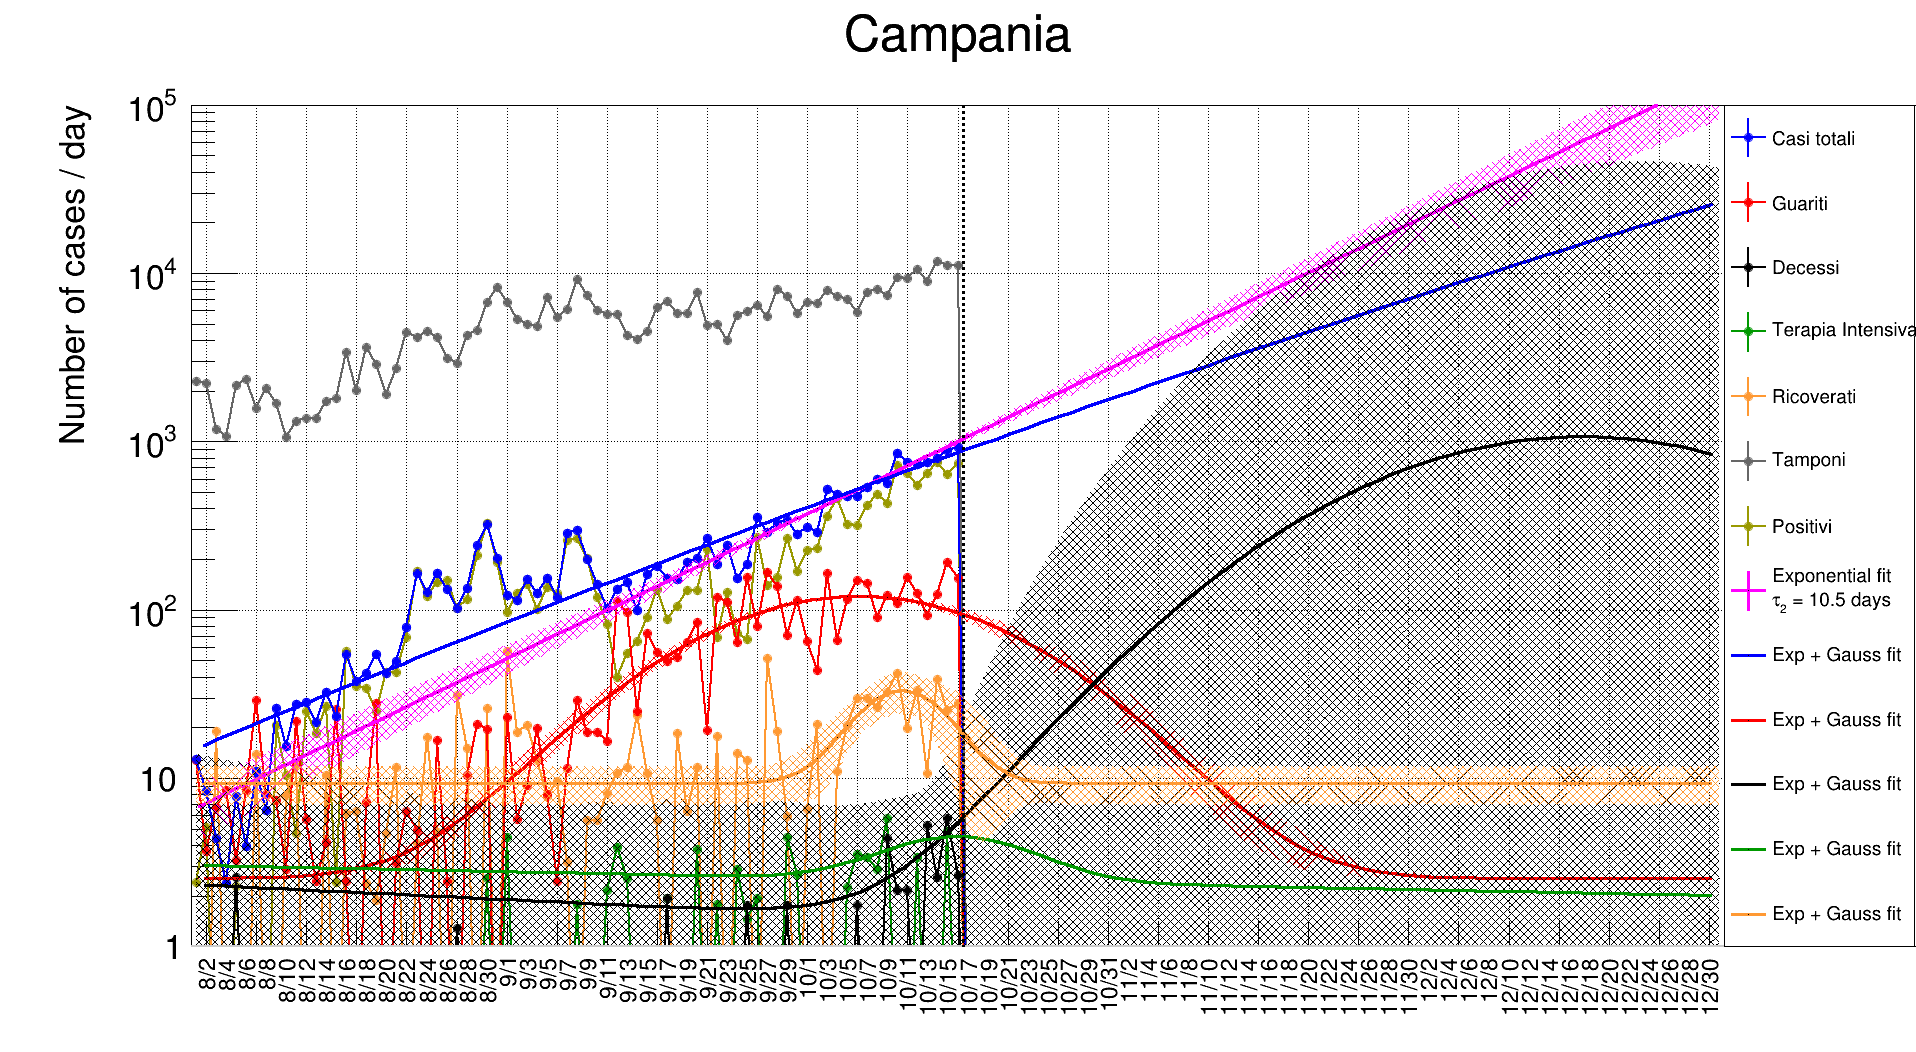 Campania
Number of cases / day
10⁵
10⁴
10³
10²
10
1
8/2 8/4 8/6 8/8 8/10 8/12 8/14 8/16 8/18 8/20 8/22 8/24 8/26 8/28 8/30 9/1 9/3 9/5 9/7 9/9 9/11 9/13 9/15 9/17 9/19 9/21 9/23 9/25 9/27 9/29 10/1 10/3 10/5 10/7 10/9 10/11 10/13 10/15 10/17 10/19 10/21 10/23 10/25 10/27 10/29 10/31 11/2 11/4 11/6 11/8 11/10 11/12 11/14 11/16 11/18 11/20 11/22 11/24 11/26 11/28 11/30 12/2 12/4 12/6 12/8 12/10 12/12 12/14 12/16 12/18 12/20 12/22 12/24 12/26 12/28 12/30
Casi totali
Guariti
Decessi
Terapia Intensiva
Ricoverati
Tamponi
Positivi
Exponential fit
τ₂ = 10.5 days
Exp + Gauss fit
Exp + Gauss fit
Exp + Gauss fit
Exp + Gauss fit
Exp + Gauss fit